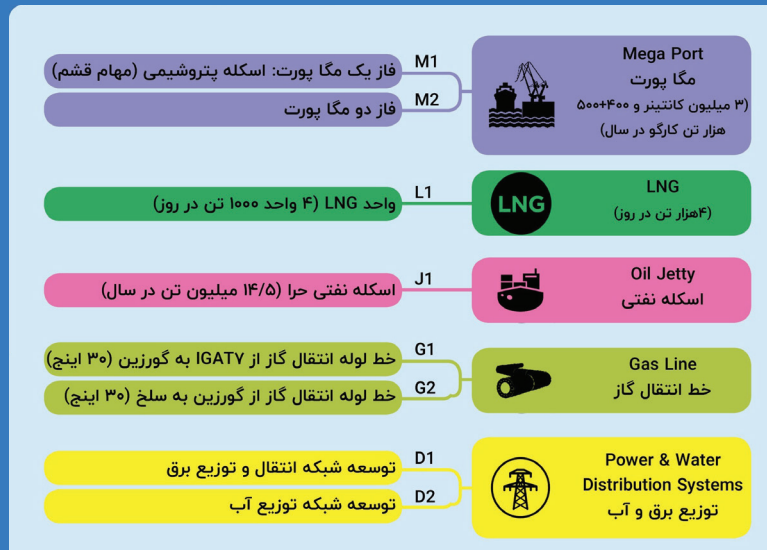 Mega Port
مگا پورت
(۳ میلیون کانتینر و ۴۰۰+۵۰۰
هزار تن کارگو در سال)
M1
فاز یک مگا پورت: اسکله پتروشیمی (مهام قشم)
M2
فاز دو مگا پورت
LNG
(۴هزار تن در روز)
LNG
L1
واحد LNG (۴ واحد ۱۰۰۰ تن در روز)
Oil Jetty
اسکله نفتی
J1
اسکله نفتی حرا (۱۴/۵ میلیون تن در سال)
Gas Line
خط انتقال گاز
G1
خط لوله انتقال گاز از IGAT۷ به گورزین (۳۰ اینج)
G2
خط لوله انتقال گاز از گورزین به سلخ (۳۰ اینج)
Power & Water
Distribution Systems
توزیع برق و آب
D1
توسعه شبکه انتقال و توزیع برق
D2
توسعه شبکه توزیع آب